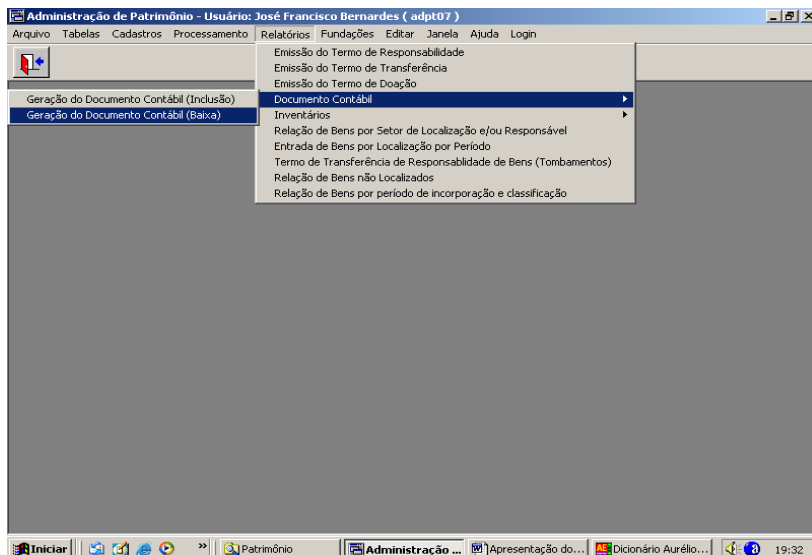 Administração de Patrimônio - Usuário: José Francisco Bernardes ( adpt07 )
Arquivo Tabelas Cadastros Processamento Relatórios Fundações Editar Janela Ajuda Login
Emissão do Termo de Responsabilidade
Emissão do Termo de Transferência
Emissão do Termo de Doação
Documento Contábil
Geração do Documento Contábil (Inclusão)
Geração do Documento Contábil (Baixa)
Inventários
Relação de Bens por Setor de Localização e/ou Responsável
Entrada de Bens por Localização por Período
Termo de Transferência de Responsablidade de Bens (Tombamentos)
Relação de Bens não Localizados
Relação de Bens por período de incorporação e classificação
Iniciar » Patrimônio Administração ... Apresentação do... Dicionário Aurélio... 19:32